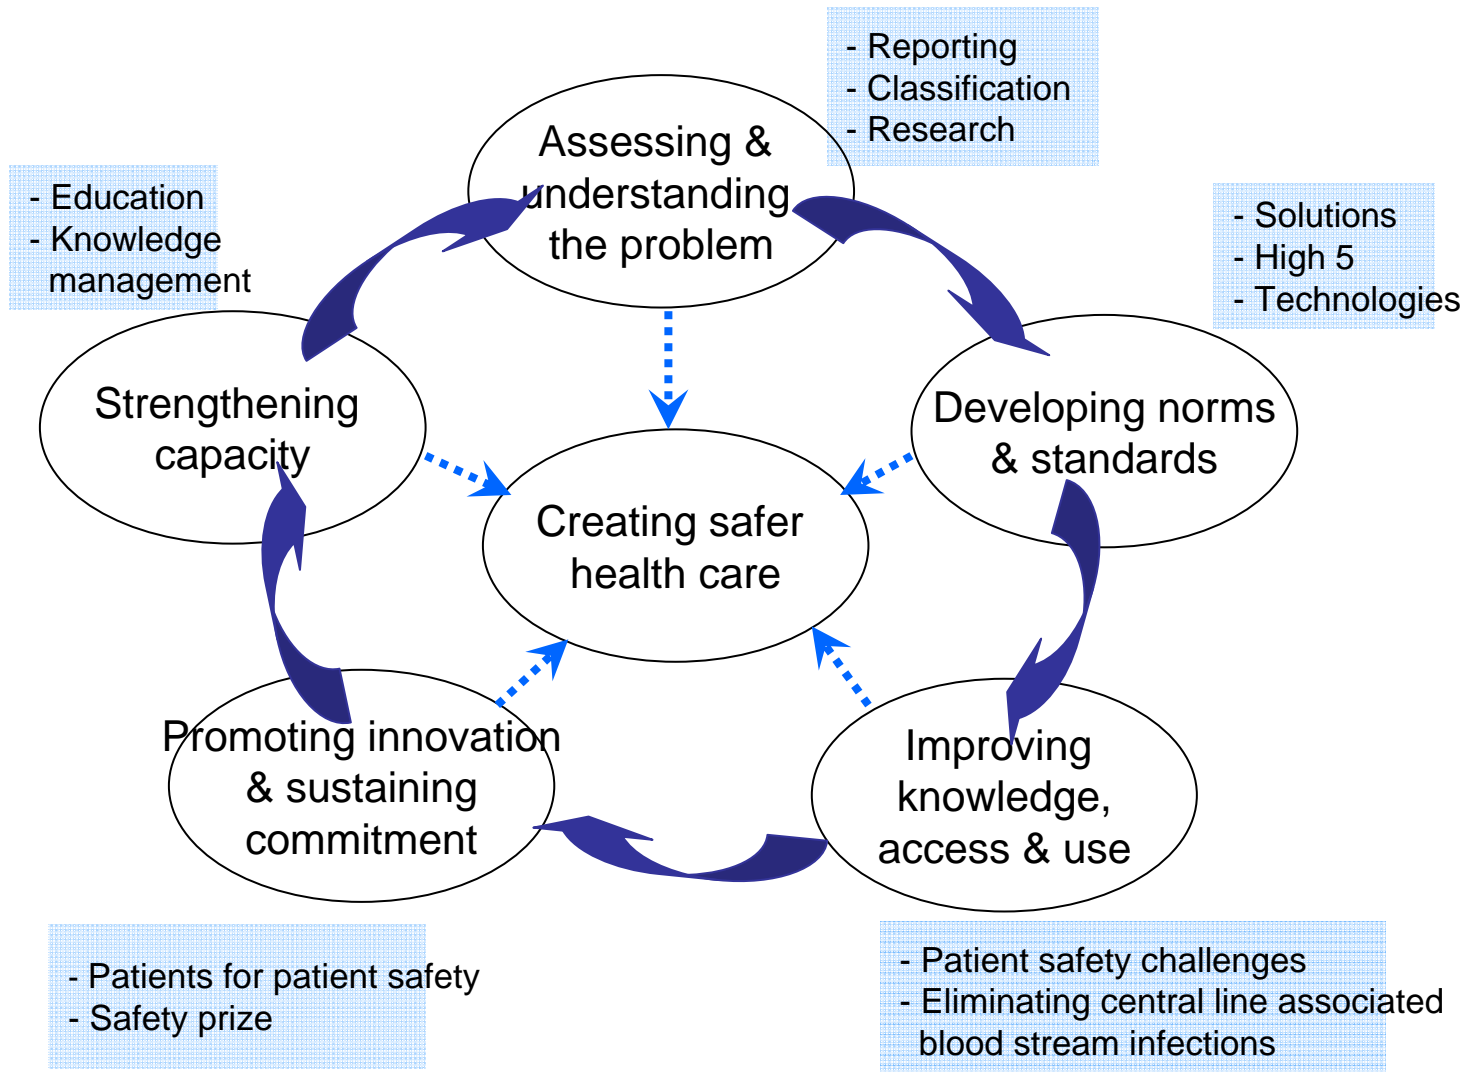 - Reporting
- Classification
- Research
Assessing &
understanding
the problem
- Education
- Knowledge
management
- Solutions
- High 5
- Technologies
Strengthening
capacity
Developing norms
& standards
Creating safer
health care
Promoting innovation
& sustaining
commitment
Improving
knowledge,
access & use
- Patients for patient safety
- Safety prize
- Patient safety challenges
- Eliminating central line associated
blood stream infections